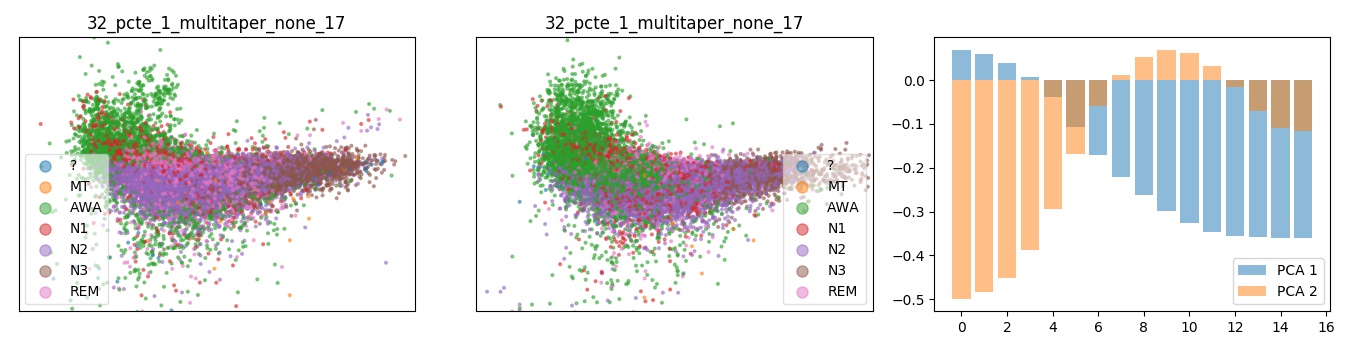 32_pcte_1_multitaper_none_17
?
MT
AWA
N1
N2
N3
REM
32_pcte_1_multitaper_none_17
?
MT
AWA
N1
N2
N3
REM
0.0
−0.1
−0.2
−0.3
−0.4
−0.5
0
2
4
6
8
10
12
14
16
PCA 1
PCA 2